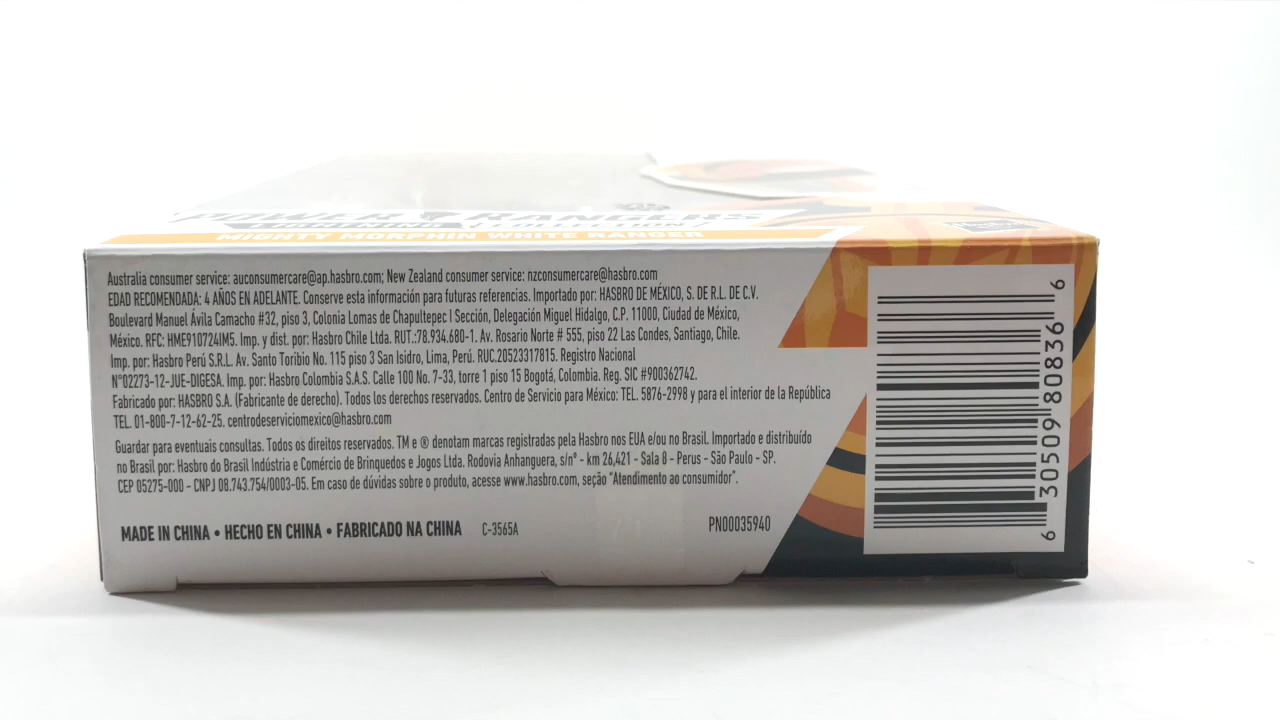 POWER RANGERS
LIGHTNING COLLECTION
MIGHTY MORPHIN WHITE RANGER
Australia consumer service: auconsumercare@ap.hasbro.com; New Zealand consumer service: nzconsumercare@hasbro.com
EDAD RECOMENDADA: 4 AÑOS EN ADELANTE. Conserve esta información para futuras referencias. Importado por: HASBRO DE MÉXICO, S. DE R.L. DE C.V.
Boulevard Manuel Ávila Camacho #32, piso 3, Colonia Lomas de Chapultepec I Sección, Delegación Miguel Hidalgo, C.P. 11000, Ciudad de México,
México. RFC: HME910724IM5. Imp. y dist. por: Hasbro Chile Ltda. RUT.:78.934.680-1. Av. Rosario Norte # 555, piso 22 Las Condes, Santiago, Chile.
Imp. por: Hasbro Perú S.R.L. Av. Santo Toribio No. 115 piso 3 San Isidro, Lima, Perú. RUC.20523317815. Registro Nacional
N°02273-12-JUE-DIGESA. Imp. por: Hasbro Colombia S.A.S. Calle 100 No. 7-33, torre 1 piso 15 Bogotá, Colombia. Reg. SIC #900362742.
Fabricado por: HASBRO S.A. (Fabricante de derecho). Todos los derechos reservados. Centro de Servicio para México: TEL. 5876-2998 y para el interior de la República
TEL. 01-800-7-12-62-25. centrodeserviciomexico@hasbro.com
Guardar para eventuais consultas. Todos os direitos reservados. TM e ® denotam marcas registradas pela Hasbro nos EUA e/ou no Brasil. Importado e distribuído
no Brasil por: Hasbro do Brasil Indústria e Comércio de Brinquedos e Jogos Ltda. Rodovia Anhanguera, s/nº - km 26,421 - Sala 8 - Perus - São Paulo - SP.
CEP 05275-000 - CNPJ 08.743.754/0003-05. Em caso de dúvidas sobre o produto, acesse www.hasbro.com, seção "Atendimento ao consumidor".
MADE IN CHINA • HECHO EN CHINA • FABRICADO NA CHINA C-3565A
PN00035940
6 30509 80836 6